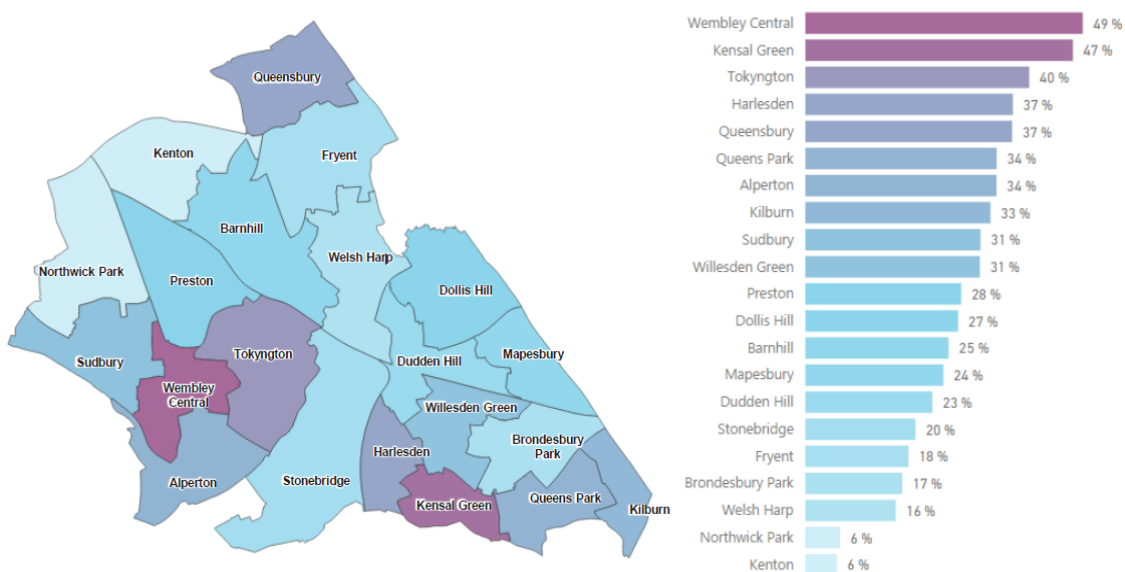 Queensbury
Kenton
Fryent
Barnhill
Northwick Park
Preston
Welsh Harp
Dollis Hill
Sudbury
Tokyngton
Dudden Hill
Mapesbury
Wembley
Central
Willesden Green
Harlesden
Brondesbury
Park
Alperton
Stonebridge
Kensal Green
Queens Park
Kilburn
Wembley Central 49 %
Kensal Green 47 %
Tokyngton 40 %
Harlesden 37 %
Queensbury 37 %
Queens Park 34 %
Alperton 34 %
Kilburn 33 %
Sudbury 31 %
Willesden Green 31 %
Preston 28 %
Dollis Hill 27 %
Barnhill 25 %
Mapesbury 24 %
Dudden Hill 23 %
Stonebridge 20 %
Fryent 18 %
Brondesbury Park 17 %
Welsh Harp 16 %
Northwick Park 6 %
Kenton 6 %